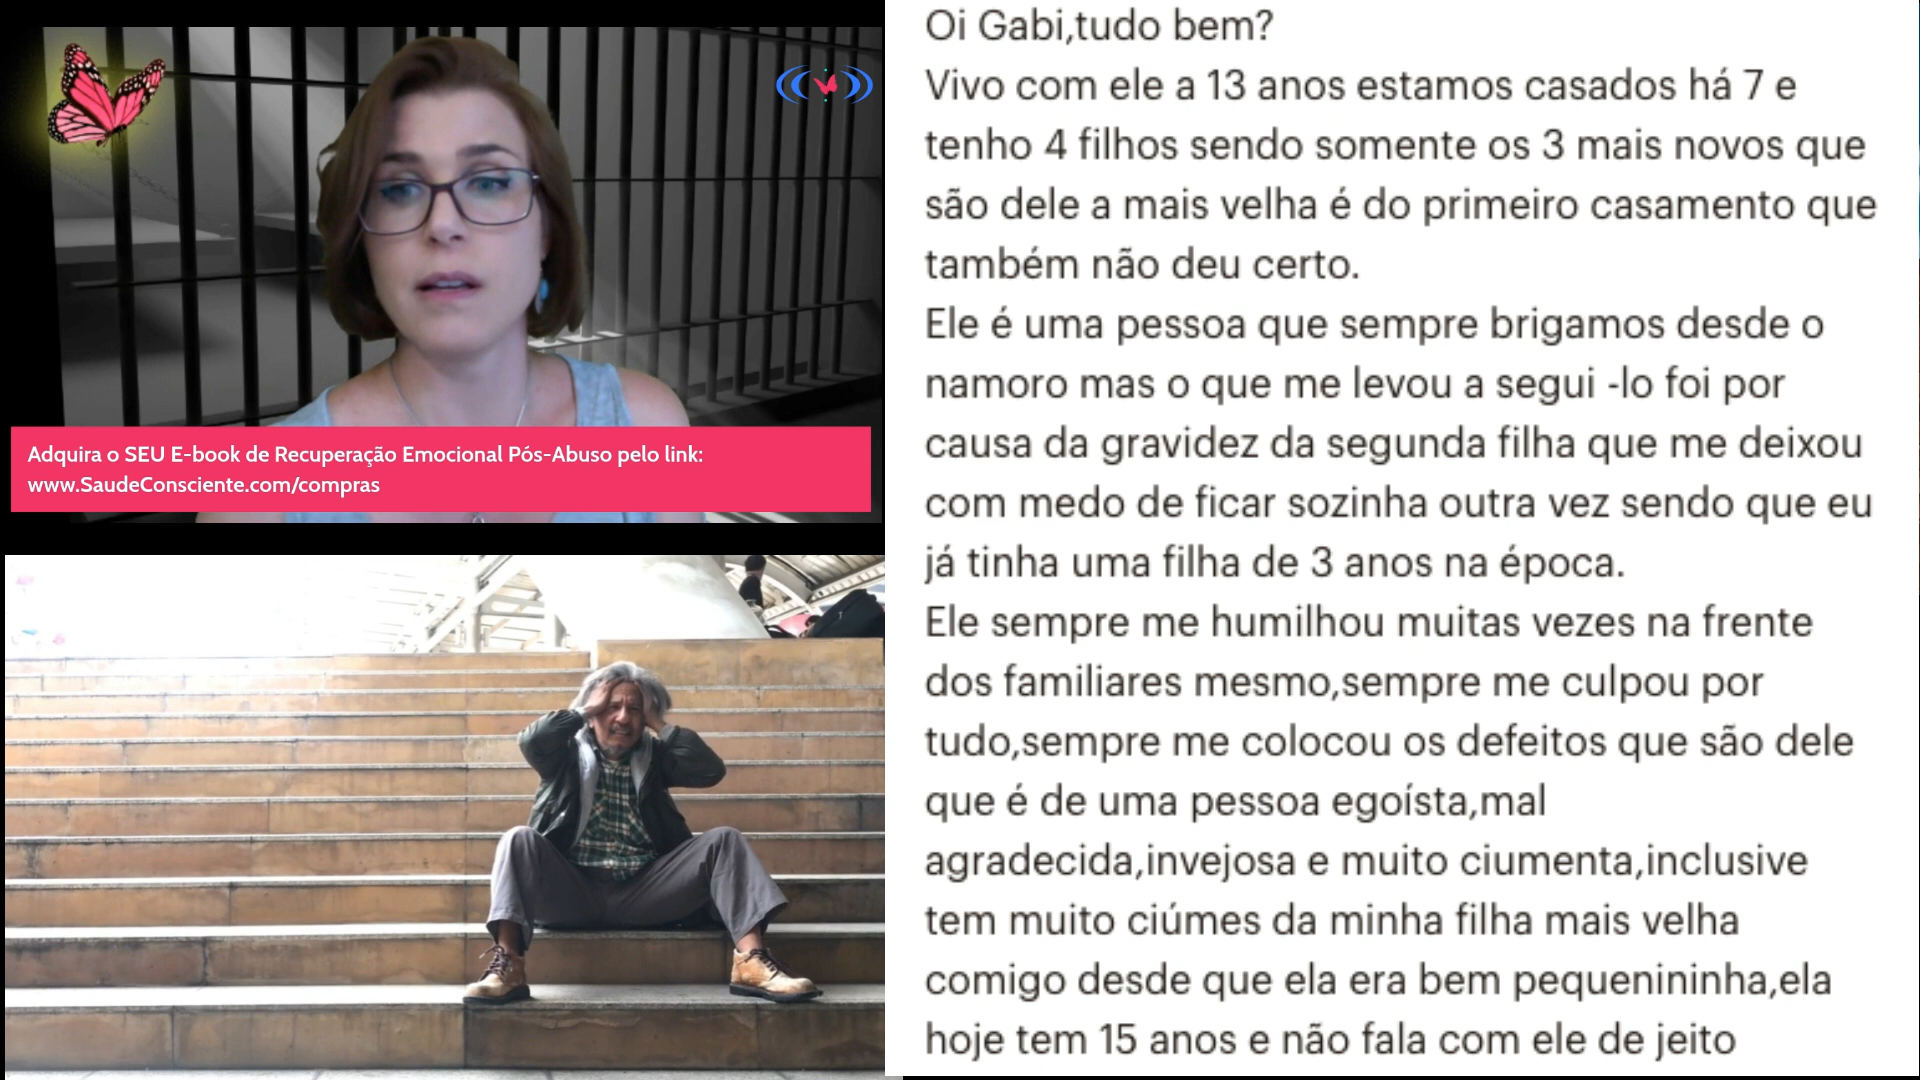 Adquira o SEU E-book de Recuperação Emocional Pós-Abuso pelo link:
www.SaudeConsciente.com/compras
Oi Gabi,tudo bem?
Vivo com ele a 13 anos estamos casados há 7 e
tenho 4 filhos sendo somente os 3 mais novos que
são dele a mais velha é do primeiro casamento que
também não deu certo.
Ele é uma pessoa que sempre brigamos desde o
namoro mas o que me levou a segui -lo foi por
causa da gravidez da segunda filha que me deixou
com medo de ficar sozinha outra vez sendo que eu
já tinha uma filha de 3 anos na época.
Ele sempre me humilhou muitas vezes na frente
dos familiares mesmo,sempre me culpou por
tudo,sempre me colocou os defeitos que são dele
que é de uma pessoa egoísta,mal
agradecida,invejosa e muito ciumenta,inclusive
tem muito ciúmes da minha filha mais velha
comigo desde que ela era bem pequenininha,ela
hoje tem 15 anos e não fala com ele de jeito